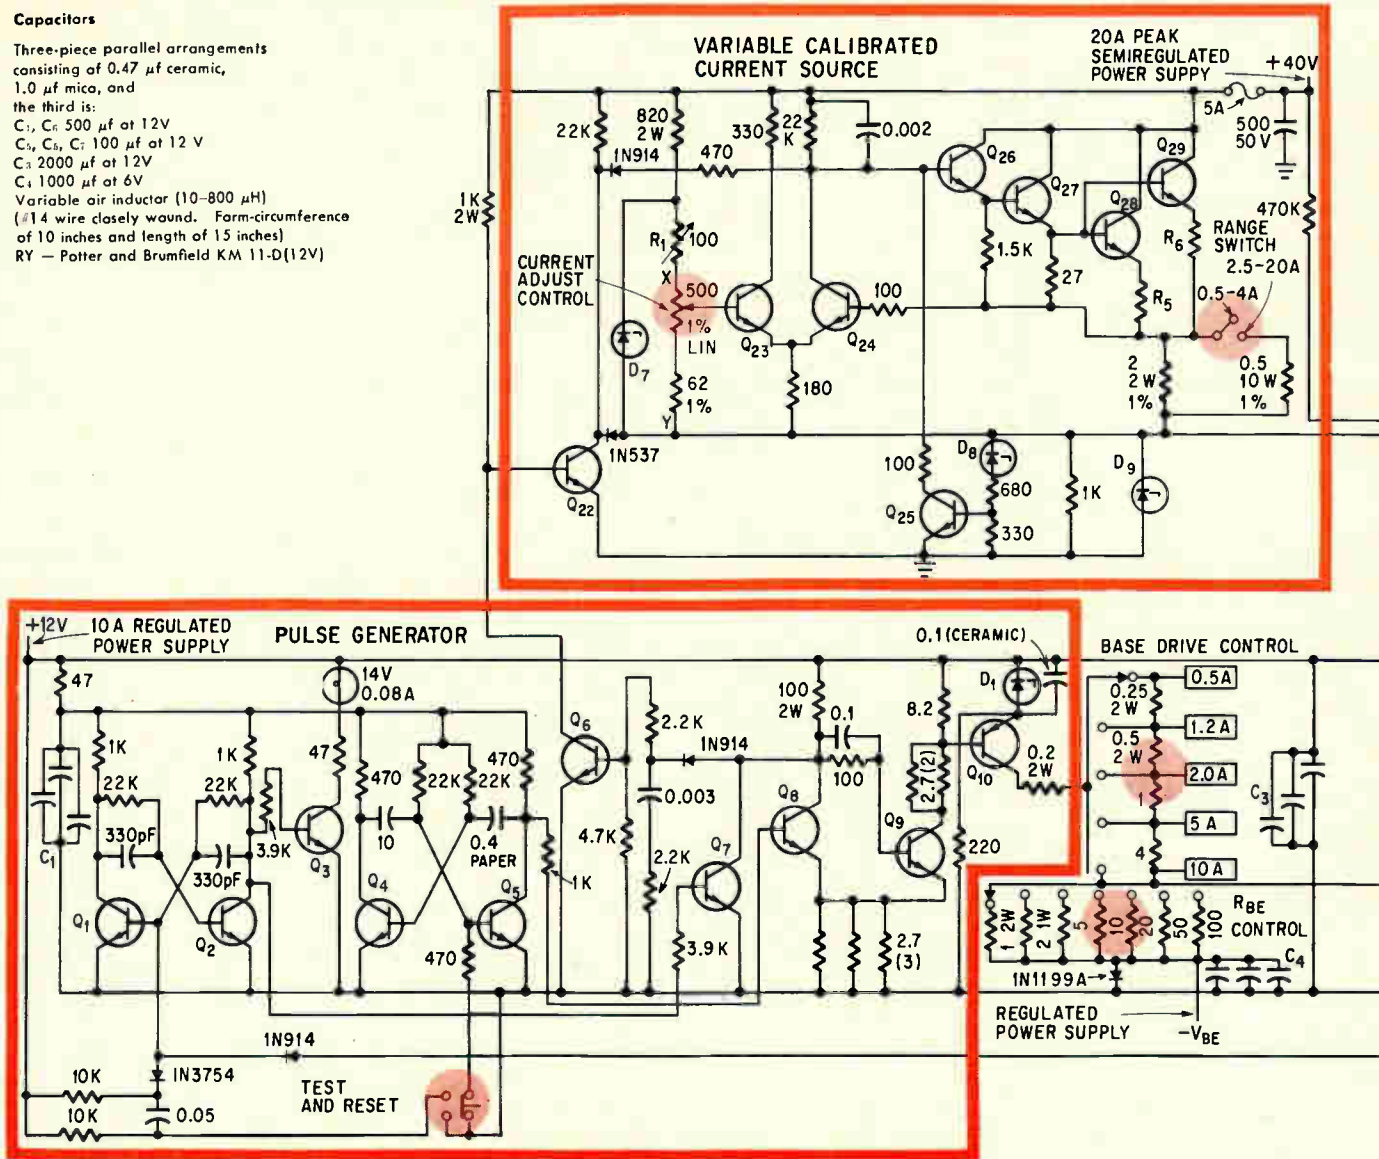 Capacitors
Three-piece parallel arrangements
consisting of 0.47 μf ceramic,
1.0 μf mica, and
the third is:
C1, C6 500 μf at 12V
C5, C6, C7 100 μf at 12 V
C3 2000 μf at 12V
C4 1000 μf at 6V
Variable air inductor (10-800 μH)
(#14 wire closely wound. Form-circumference
of 10 inches and length of 15 inches)
RY — Potter and Brumfield KM 11-D(12V)
VARIABLE CALIBRATED
CURRENT SOURCE
20A PEAK
SEMIREGULATED
POWER SUPPY
+40V
5A
500
50V
22K
820
2W
330
22
K
0.002
1N914
470
Q26
Q27
Q28
Q29
1K
2W
R1
100
X
CURRENT
ADJUST
CONTROL
500
1%
LIN
Q23
Q24
100
1.5K
27
R5
R6
470K
RANGE
SWITCH
2.5-20A
0.5-4A
D7
62
1%
Y
180
2
2W
1%
0.5
10W
1%
1N537
Q22
100
Q25
D8
680
330
1K
D9
+12V
10A REGULATED
POWER SUPPLY
PULSE GENERATOR
14V
0.08A
0.1(CERAMIC)
BASE DRIVE CONTROL
47
1K
22K
1K
22K
330pF
330pF
3.9K
C1
Q1
Q2
47
Q3
470
10
22K
22K
0.4
PAPER
470
Q4
Q5
470
1K
Q6
2.2K
1N914
0.003
4.7K
2.2K
Q7
3.9K
100
2W
0.1
100
Q8
Q9
8.2
2.7(2)
D1
Q10
0.2
2W
220
2.7
(3)
0.5A
0.25
2W
1.2A
0.5
2W
2.0A
1
5A
4
10A
C3
1 2W
2 1W
5
10
20
50
100
RBE
CONTROL
1N1199A
C4
REGULATED
POWER SUPPLY
-VBE
1N914
10K
1N3754
10K
0.05
TEST
AND RESET